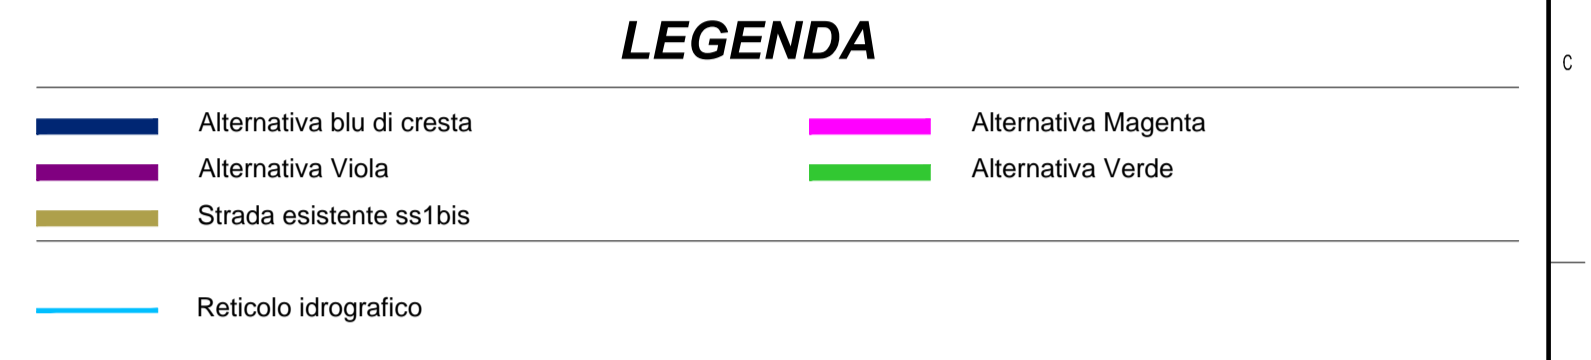 LEGENDA
C
Alternativa blu di cresta
Alternativa Magenta
Alternativa Viola
Alternativa Verde
Strada esistente ss1bis
Reticolo idrografico